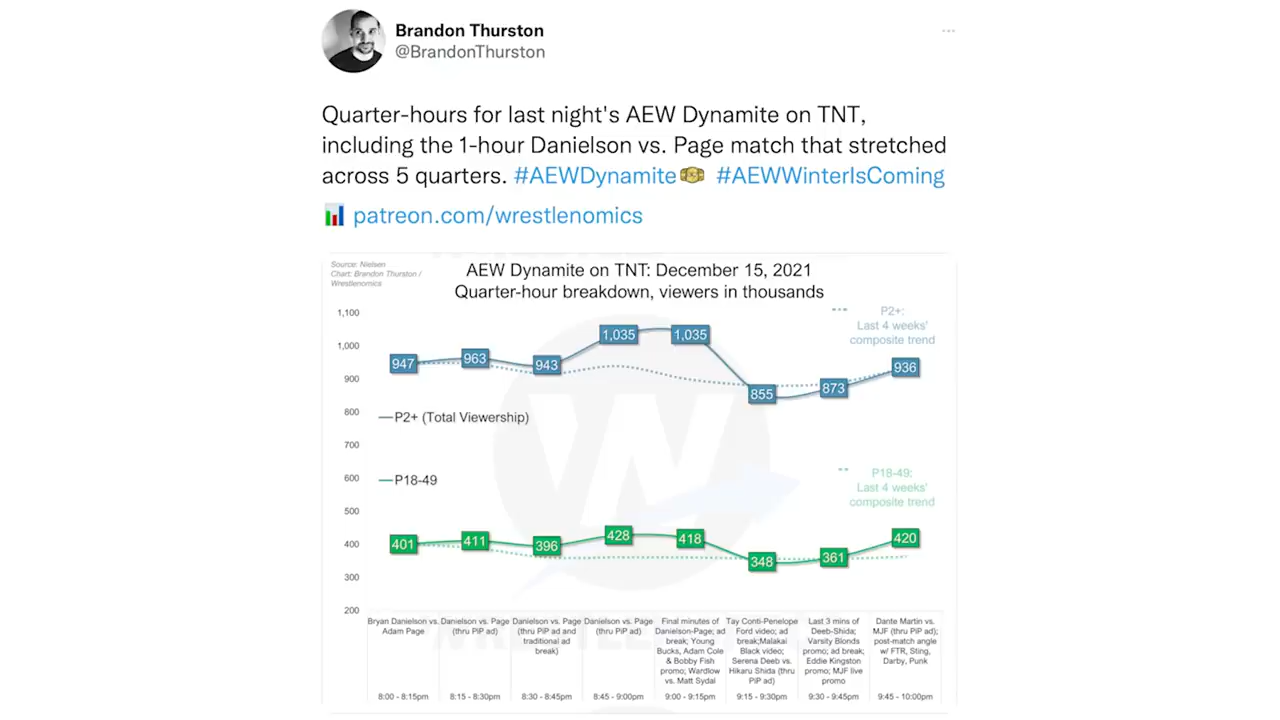 Brandon Thurston
@BrandonThurston
Quarter-hours for last night's AEW Dynamite on TNT,
including the 1-hour Danielson vs. Page match that stretched
across 5 quarters. #AEWDynamite #AEWWinterIsComing
patreon.com/wrestlenomics
Source: Nielsen
Chart: Brandon Thurston /
Wrestlenomics
AEW Dynamite on TNT: December 15, 2021
Quarter-hour breakdown, viewers in thousands
P2+:
Last 4 weeks'
composite trend
1,100
1,000
900
800
700
600
500
400
300
200
947
963
943
1,035
1,035
855
873
936
P2+ (Total Viewership)
P18-49
P18-49:
Last 4 weeks'
composite trend
401
411
396
428
418
348
361
420
Bryan Danielson vs.
Adam Page
8:00 - 8:15pm
Danielson vs. Page
(thru PiP ad)
8:15 - 8:30pm
Danielson vs. Page
(thru PiP ad and
traditional ad
break)
8:30 - 8:45pm
Danielson vs. Page
(thru PiP ad)
8:45 - 9:00pm
Final minutes of
Danielson-Page; ad
break; Young
Bucks, Adam Cole
& Bobby Fish
promo; Wardlow
vs. Matt Sydal
9:00 - 9:15pm
Tay Conti-Penelope
Ford video; ad
break;Malakai
Black video;
Serena Deeb vs.
Hikaru Shida (thru
PiP ad)
9:15 - 9:30pm
Last 3 mins of
Deeb-Shida;
Varsity Blonds
promo; ad break;
Eddie Kingston
promo; MJF live
promo
9:30 - 9:45pm
Dante Martin vs.
MJF (thru PiP ad);
post-match angle
w/ FTR, Sting,
Darby, Punk
9:45 - 10:00pm